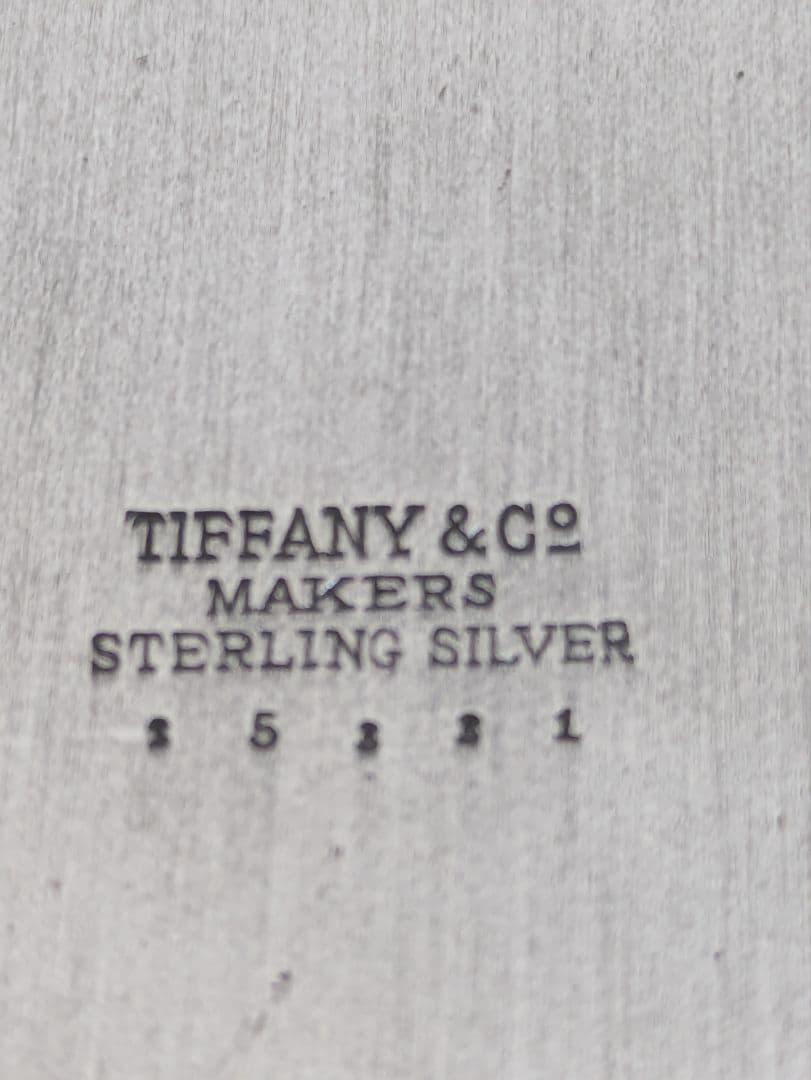 TIFFANY & Cº
MAKERS
STERLING SILVER